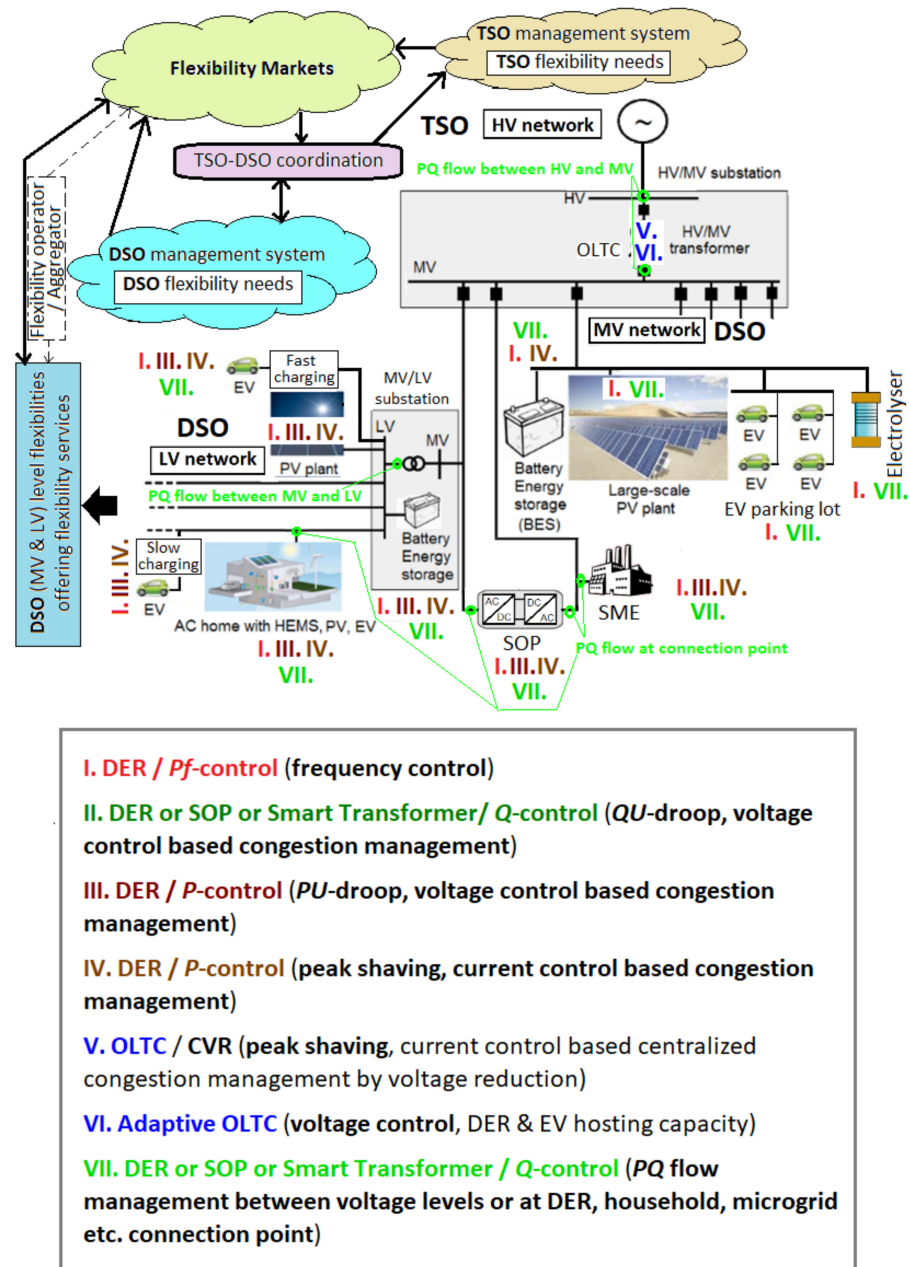 TSO management system
TSO flexibility needs
Flexibility Markets
TSO HV network
~
TSO-DSO coordination
PQ flow between HV and MV
HV/MV substation
HV
V.
VI.
OLTC
HV/MV
transformer
MV
DSO management system
DSO flexibility needs
Flexibility operator
/ Aggregator
MV network DSO
VII.
I. IV.
I. VII.
I. III. IV.
VII.
EV
Fast
charging
MV/LV
substation
DSO
LV network
I. III. IV.
PV plant
LV
MV
PQ flow between MV and LV
Battery
Energy
storage
Battery
Energy
storage
(BES)
Large-scale
PV plant
EV
EV
EV
EV
EV parking lot
I. VII.
Electrolyser
I. VII.
DSO (MV & LV) level flexibilities
offering flexibility services
I. III. IV.
Slow
charging
EV
AC home with HEMS, PV, EV
I. III. IV.
VII.
I. III. IV.
VII.
AC
DC
DC
AC
SOP
I. III. IV.
VII.
SME
I. III. IV.
VII.
PQ flow at connection point
I. DER / Pf-control (frequency control)
II. DER or SOP or Smart Transformer/ Q-control (QU-droop, voltage
control based congestion management)
III. DER / P-control (PU-droop, voltage control based congestion
management)
IV. DER / P-control (peak shaving, current control based congestion
management)
V. OLTC / CVR (peak shaving, current control based centralized
congestion management by voltage reduction)
VI. Adaptive OLTC (voltage control, DER & EV hosting capacity)
VII. DER or SOP or Smart Transformer / Q-control (PQ flow
management between voltage levels or at DER, household, microgrid
etc. connection point)